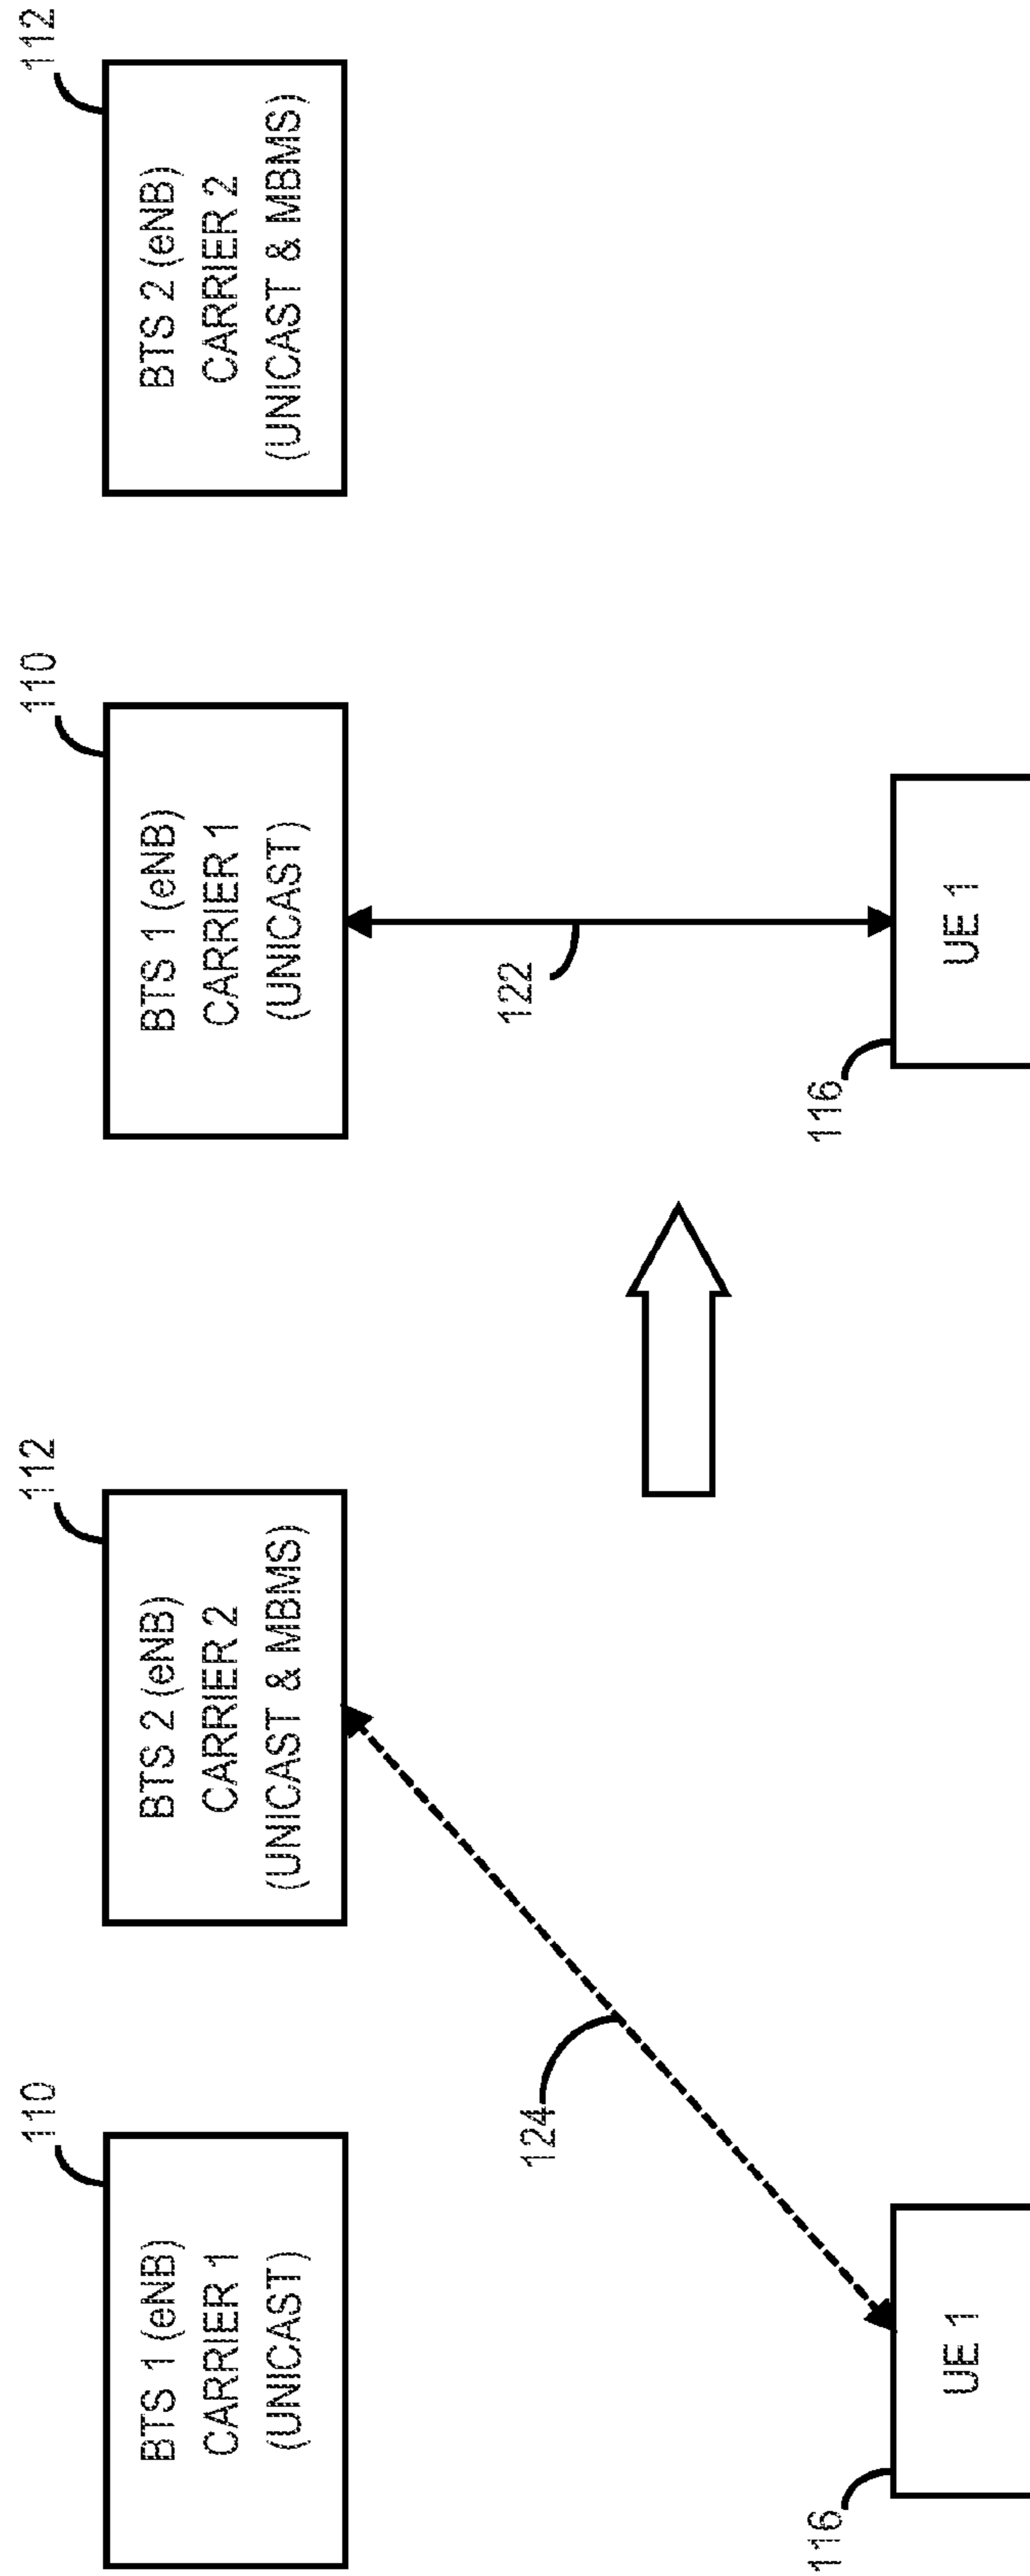 110
BTS 1 (eNB)
CARRIER 1
(UNICAST)
112
BTS 2 (eNB)
CARRIER 2
(UNICAST & MBMS)
124
116
UE 1
110
BTS 1 (eNB)
CARRIER 1
(UNICAST)
112
BTS 2 (eNB)
CARRIER 2
(UNICAST & MBMS)
122
116
UE 1